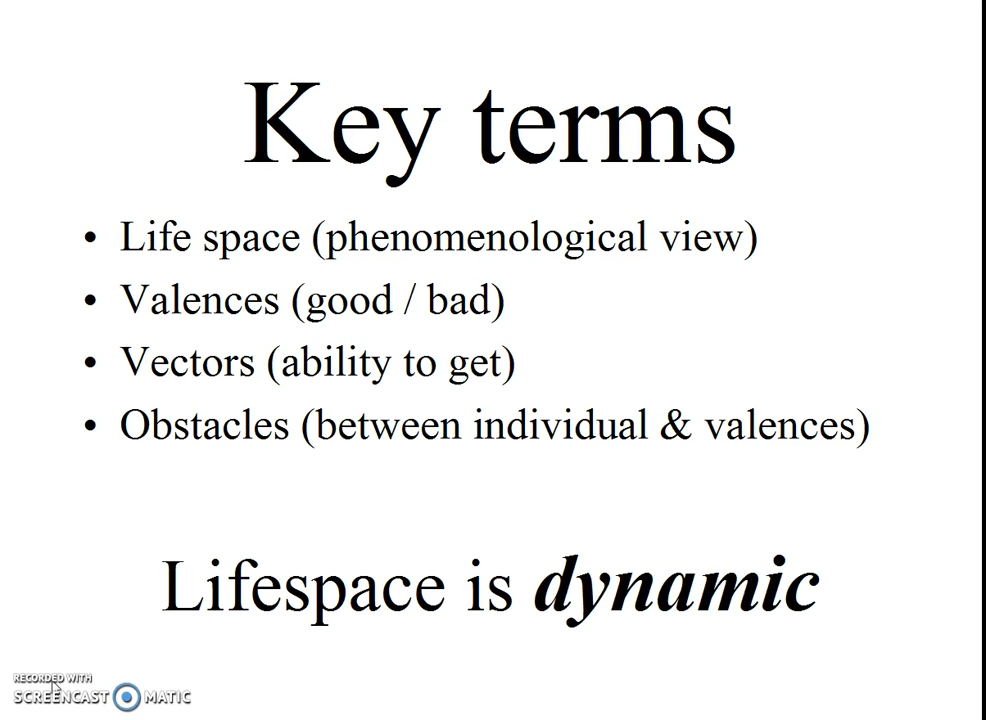 Key terms
• Life space (phenomenological view)
• Valences (good / bad)
• Vectors (ability to get)
• Obstacles (between individual & valences)
Lifespace is dynamic
RECORDED WITH
SCREENCAST MATIC